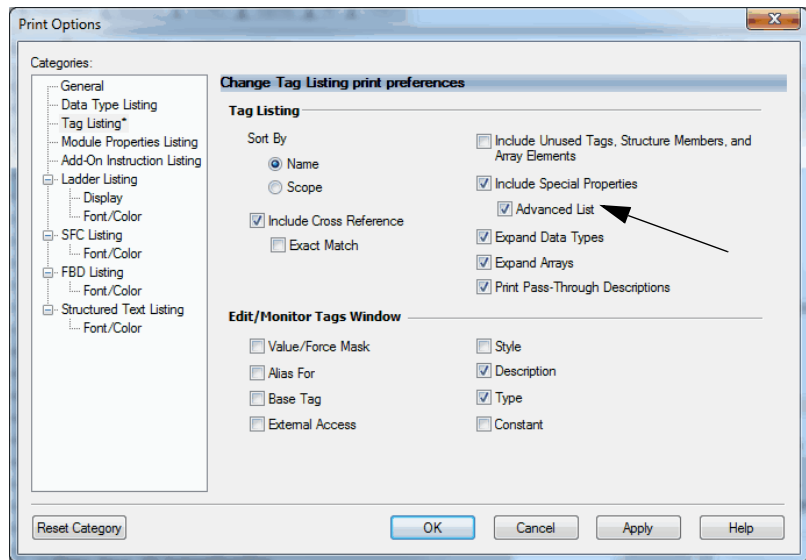 Print Options
Categories:
General
Data Type Listing
Tag Listing*
Module Properties Listing
Add-On Instruction Listing
Ladder Listing
Display
Font/Color
SFC Listing
Font/Color
FBD Listing
Font/Color
Structured Text Listing
Font/Color
Change Tag Listing print preferences
Tag Listing
Sort By
Name
Scope
Include Cross Reference
Exact Match
Include Unused Tags, Structure Members, and
Array Elements
Include Special Properties
Advanced List
Expand Data Types
Expand Arrays
Print Pass-Through Descriptions
Edit/Monitor Tags Window
Value/Force Mask
Alias For
Base Tag
External Access
Style
Description
Type
Constant
Reset Category
OK
Cancel
Apply
Help